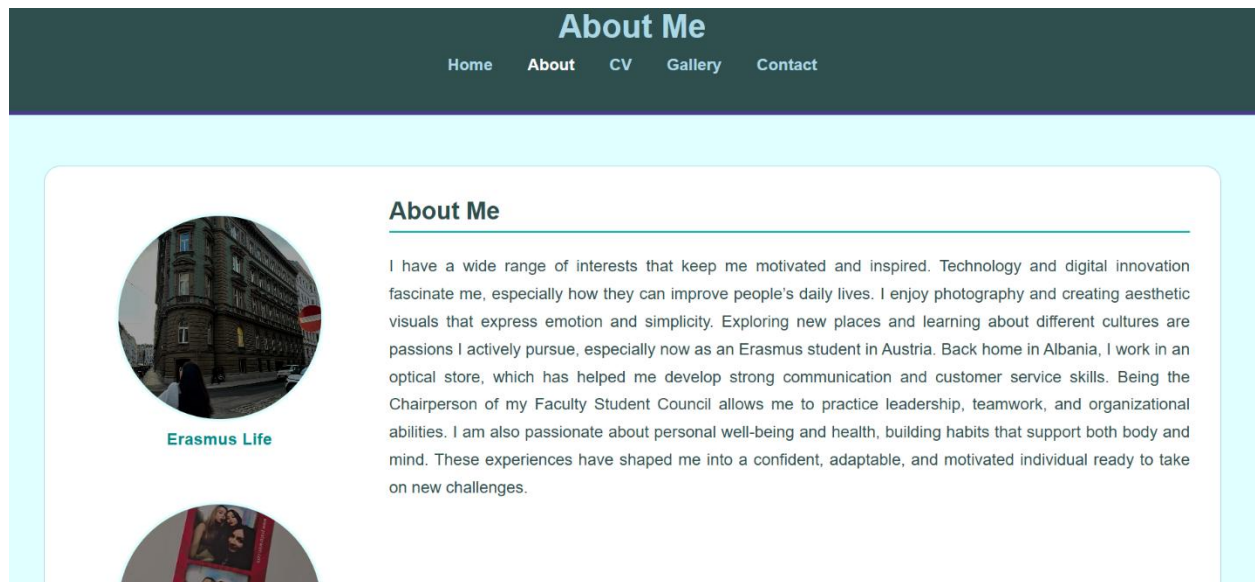 About Me
Home About CV Gallery Contact
About Me
I have a wide range of interests that keep me motivated and inspired. Technology and digital innovation
fascinate me, especially how they can improve people's daily lives. I enjoy photography and creating aesthetic
visuals that express emotion and simplicity. Exploring new places and learning about different cultures are
passions I actively pursue, especially now as an Erasmus student in Austria. Back home in Albania, I work in an
optical store, which has helped me develop strong communication and customer service skills. Being the
Chairperson of my Faculty Student Council allows me to practice leadership, teamwork, and organizational
abilities. I am also passionate about personal well-being and health, building habits that support both body and
mind. These experiences have shaped me into a confident, adaptable, and motivated individual ready to take
on new challenges.
Erasmus Life